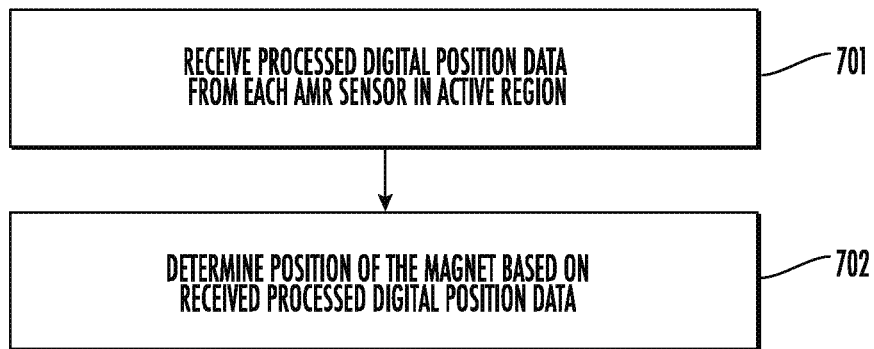 RECEIVE PROCESSED DIGITAL POSITION DATA
FROM EACH AMR SENSOR IN ACTIVE REGION
701
DETERMINE POSITION OF THE MAGNET BASED ON
RECEIVED PROCESSED DIGITAL POSITION DATA
702